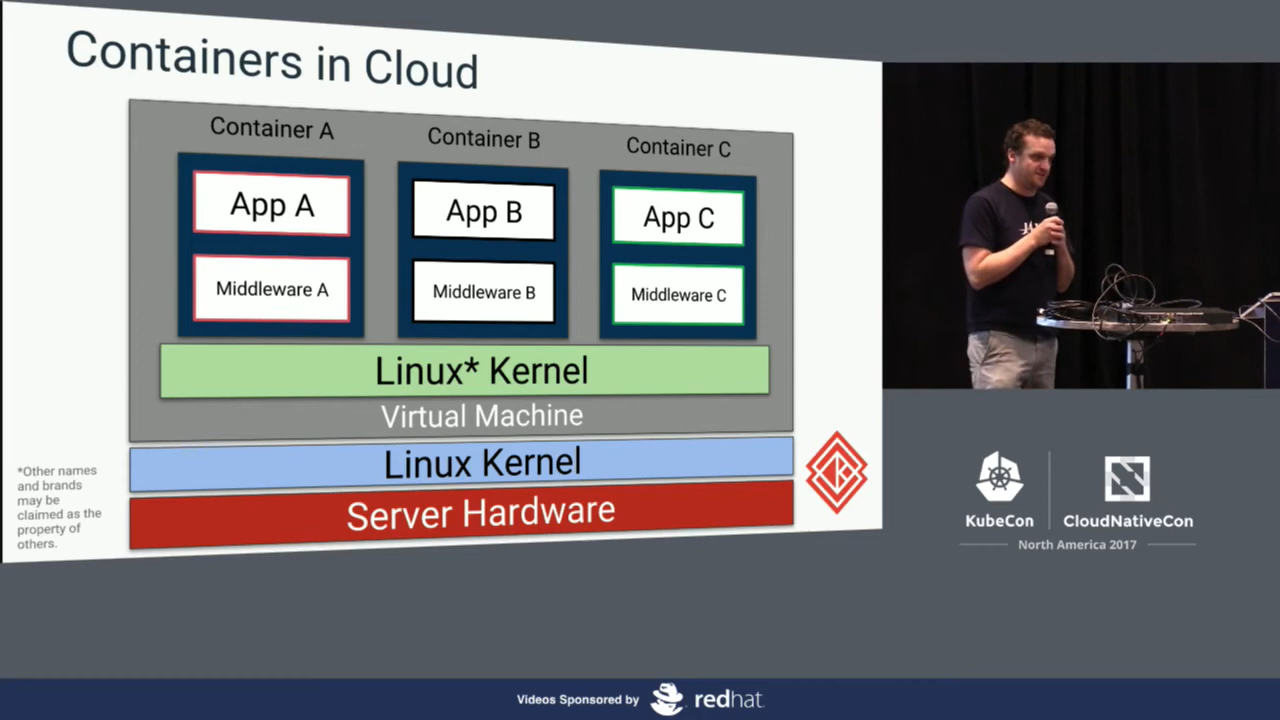 Containers in Cloud
Container A
Container B
Container C
App A
App B
App C
Middleware A
Middleware B
Middleware C
Linux* Kernel
Virtual Machine
Linux Kernel
Server Hardware
*Other names
and brands
may be
claimed as the
property of
others.
KubeCon
CloudNativeCon
North America 2017
Videos Sponsored by
redhat